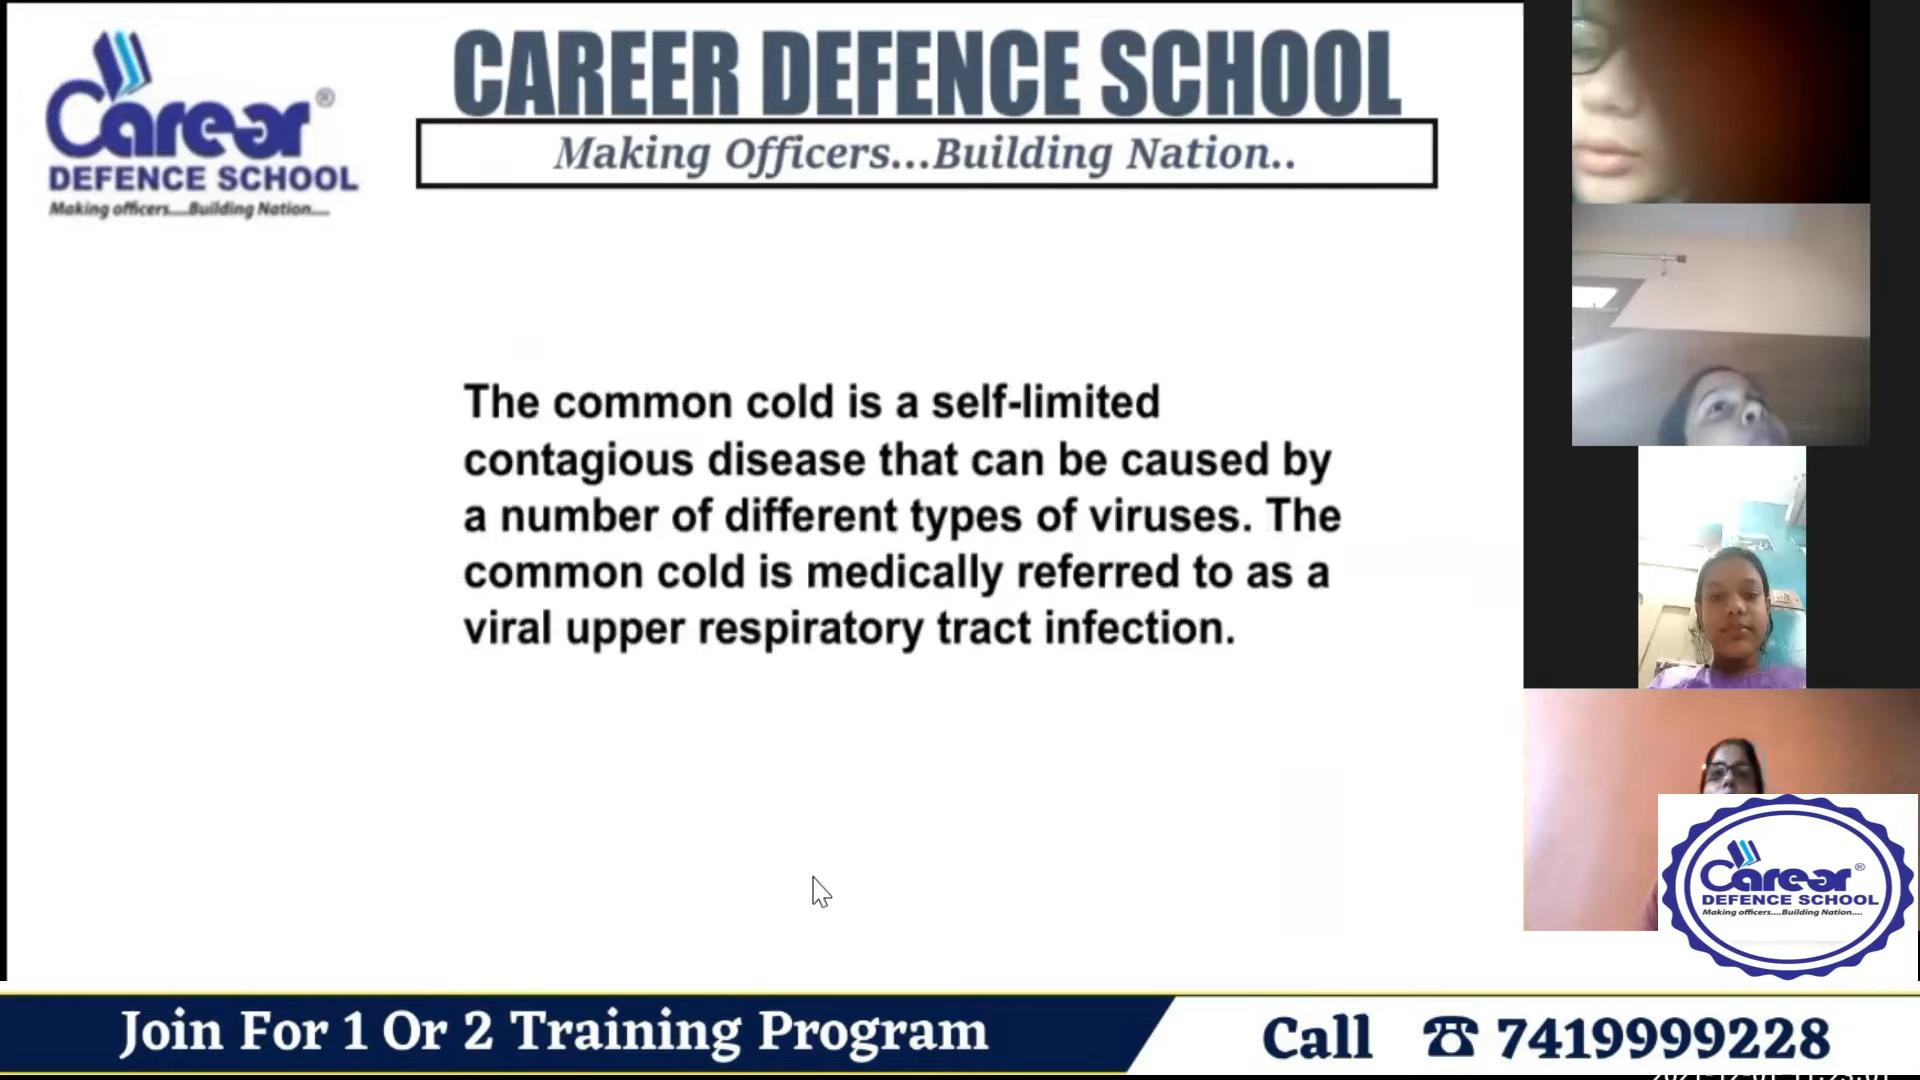 Carear®
DEFENCE SCHOOL
Making officers....Building Nation....
CAREER DEFENCE SCHOOL
Making Officers...Building Nation..
The common cold is a self-limited
contagious disease that can be caused by
a number of different types of viruses. The
common cold is medically referred to as a
viral upper respiratory tract infection.
Carear®
DEFENCE SCHOOL
Making officers....Building Nation....
Join For 1 Or 2 Training Program
Call ☎ 7419999228